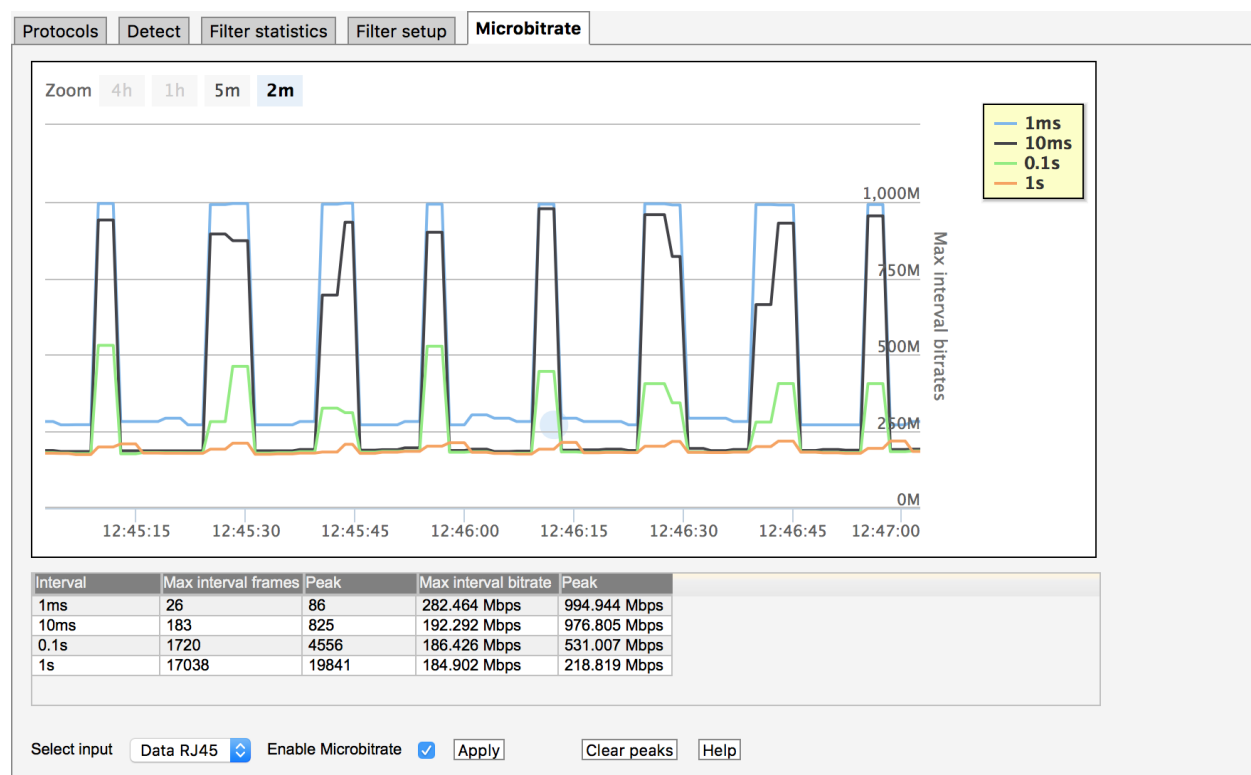 Protocols Detect Filter statistics Filter setup Microbitrate
Zoom 4h 1h 5m 2m
1ms
10ms
0.1s
1s
1,000M
750M
500M
250M
0M
Max interval bitrates
12:45:15 12:45:30 12:45:45 12:46:00 12:46:15 12:46:30 12:46:45 12:47:00
Interval Max interval frames Peak Max interval bitrate Peak
1ms 26 86 282.464 Mbps 994.944 Mbps
10ms 183 825 192.292 Mbps 976.805 Mbps
0.1s 1720 4556 186.426 Mbps 531.007 Mbps
1s 17038 19841 184.902 Mbps 218.819 Mbps
Select input Data RJ45 Enable Microbitrate Apply Clear peaks Help